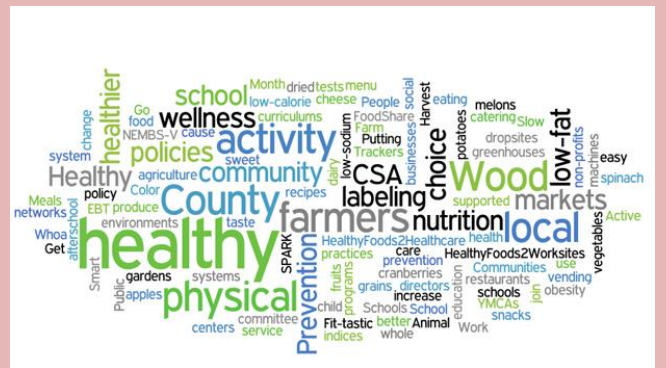 healthier
school
Month dried tests menu
low-calorie cheese People social
Harvest
eating
melons
change
Go
food
wellness
curriculums
FoodShare
Farm
Putting
Trackers
businesses
choice
potatoes
catering Slow
low-fat
non-profits
machines
easy
NEMBS-V cause activity
dropsites
greenhouses
system
policies
sweet
dairy
low-sodium
CSA
Wood
spinach
Healthy
agriculture community
labeling
supported markets
Meals
networks
policy
Color
County
recipes
farmers
nutrition
local
vegetables
Active
EBT produce
environments
taste
Whoa
Get
afterschool
healthy
SPARK
Prevention
HealthyFoods2Healthcare health
HealthyFoods2Worksites
practices
care
prevention
Communities
use
vending
Smart
Public
gardens
systems
fruits
programs
cranberries
grains directors
increase
education
restaurants
schools
YMCAs
snacks
join
obesity
apples
physical
child
Schools School
centers
committee
service
Fit-tastic better Animal
indices
whole
Work